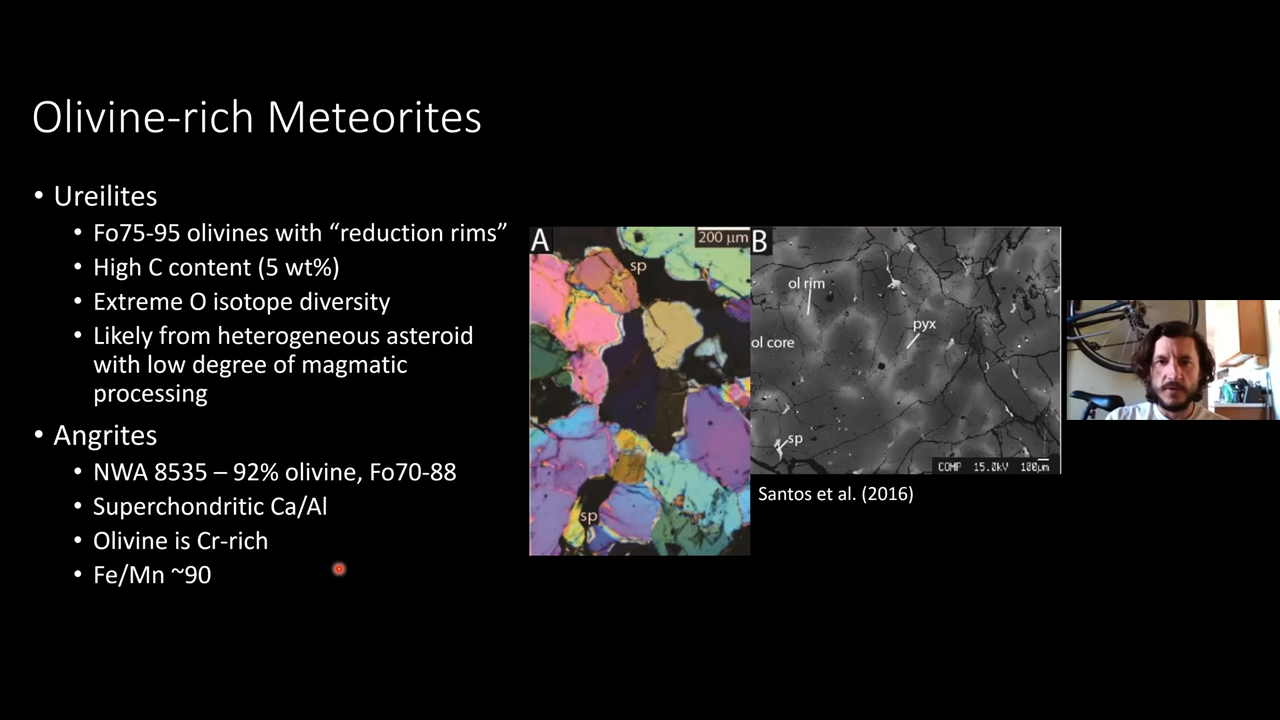 Olivine-rich Meteorites
• Ureilites
• Fo75-95 olivines with “reduction rims”
• High C content (5 wt%)
• Extreme O isotope diversity
• Likely from heterogeneous asteroid
with low degree of magmatic
processing
• Angrites
• NWA 8535 – 92% olivine, Fo70-88
• Superchondritic Ca/Al
• Olivine is Cr-rich
• Fe/Mn ~90
A
200 μm
sp
sp
B
ol rim
pyx
ol core
sp
COMP 15.0kV 100μm
Santos et al. (2016)